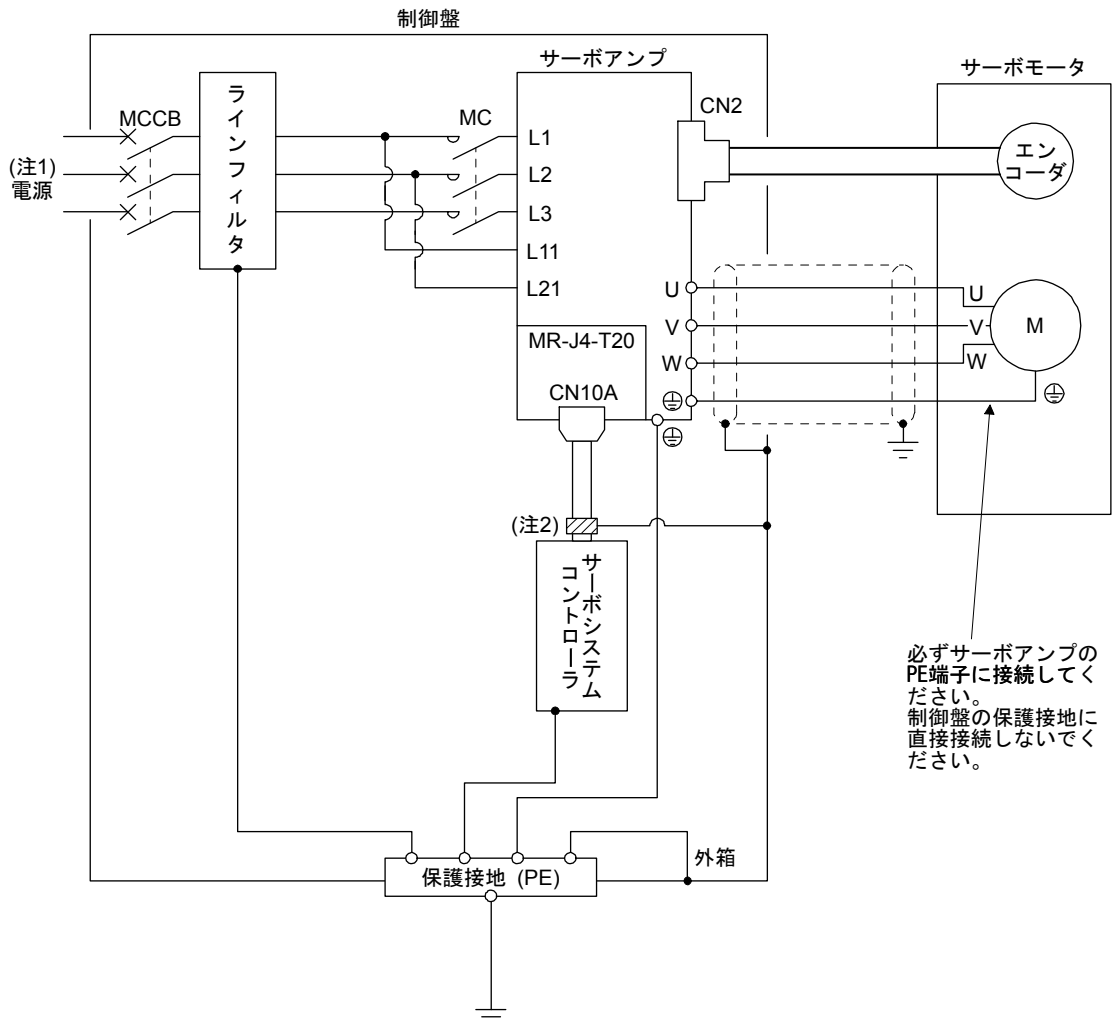 制御盤
サーボアンプ
サーボモータ
ラインフィルタ
MCCB
MC
CN2
(注1)
電源
L1
L2
L3
L11
L21
エン
コーダ
U
V
W
U
V
W
M
MR-J4-T20
CN10A
(注2)
サーボシステム
コントローラ
必ずサーボアンプの
PE端子に接続してく
ださい。
制御盤の保護接地に
直接接続しないでく
ださい。
外箱
保護接地 (PE)